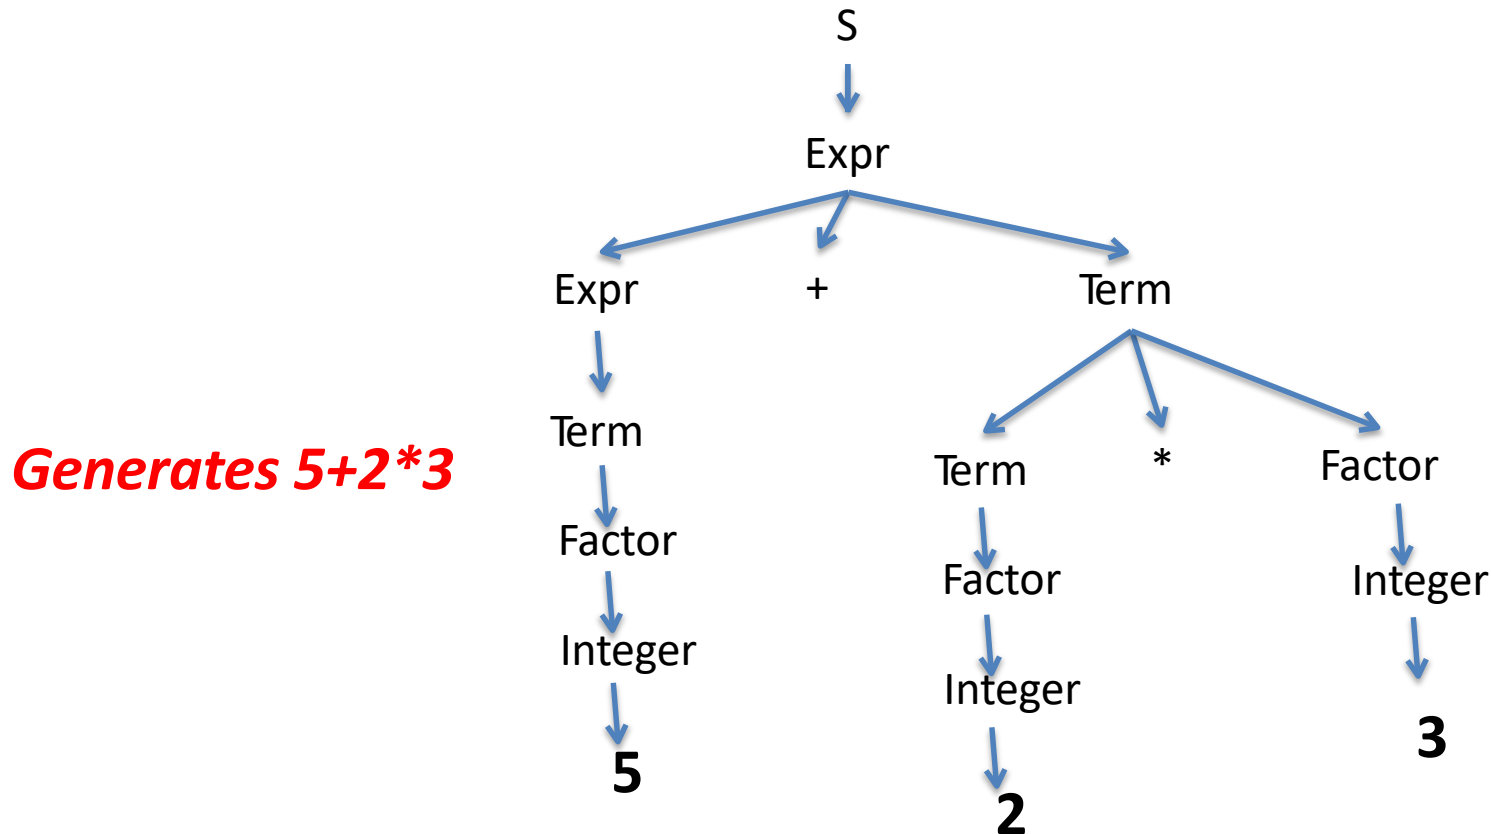 S
Expr
Expr + Term
Term
Generates 5+2*3
Term * Factor
Factor
Factor Integer
Integer
Integer
3
5
2